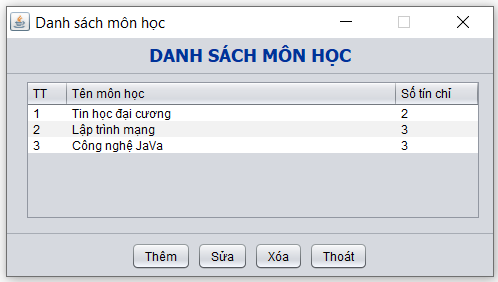 Danh sách môn học
DANH SÁCH MÔN HỌC
TT Tên môn học Số tín chỉ
1 Tin học đại cương 2
2 Lập trình mạng 3
3 Công nghệ JaVa 3
Thêm Sửa Xóa Thoát